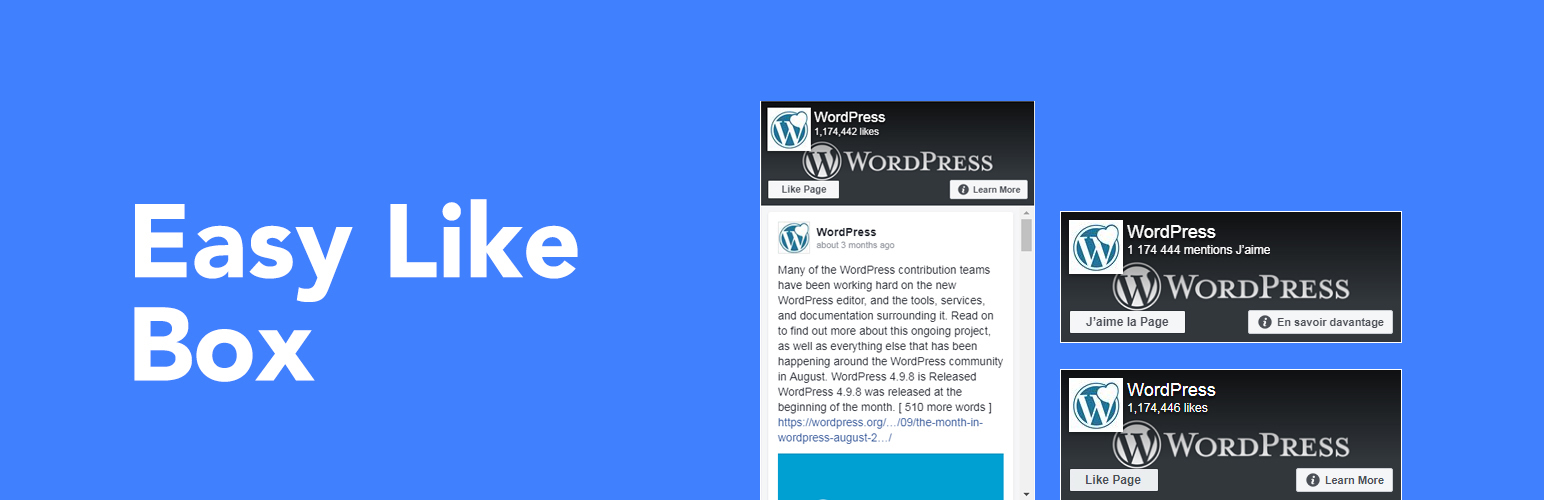 Easy Like
Box
WordPress
1,174,442 likes
WORDPRESS
Like Page
Learn More
WordPress
about 3 months ago
Many of the WordPress contribution teams
have been working hard on the new
WordPress editor, and the tools, services,
and documentation surrounding it. Read on
to find out more about this ongoing project,
as well as everything else that has been
happening around the WordPress community
in August. WordPress 4.9.8 is Released
WordPress 4.9.8 was released at the
beginning of the month. [ 510 more words ]
https://wordpress.org/…/09/the-month-in-
wordpress-august-2…/
WordPress
1 174 444 mentions J’aime
WORDPRESS
J’aime la Page
En savoir davantage
WordPress
1,174,446 likes
WORDPRESS
Like Page
Learn More